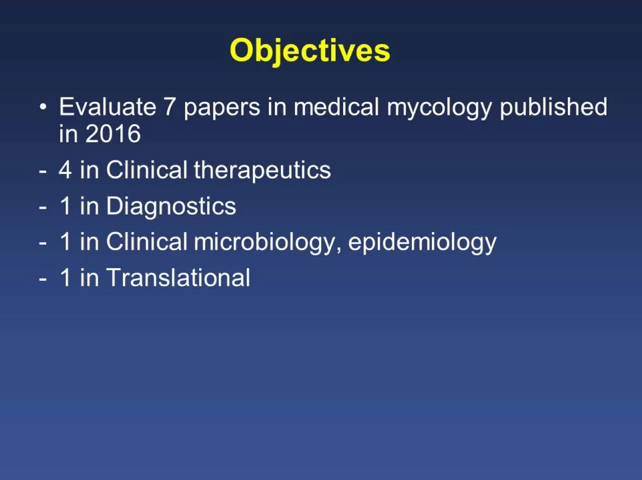 Objectives
• Evaluate 7 papers in medical mycology published
in 2016
- 4 in Clinical therapeutics
- 1 in Diagnostics
- 1 in Clinical microbiology, epidemiology
- 1 in Translational